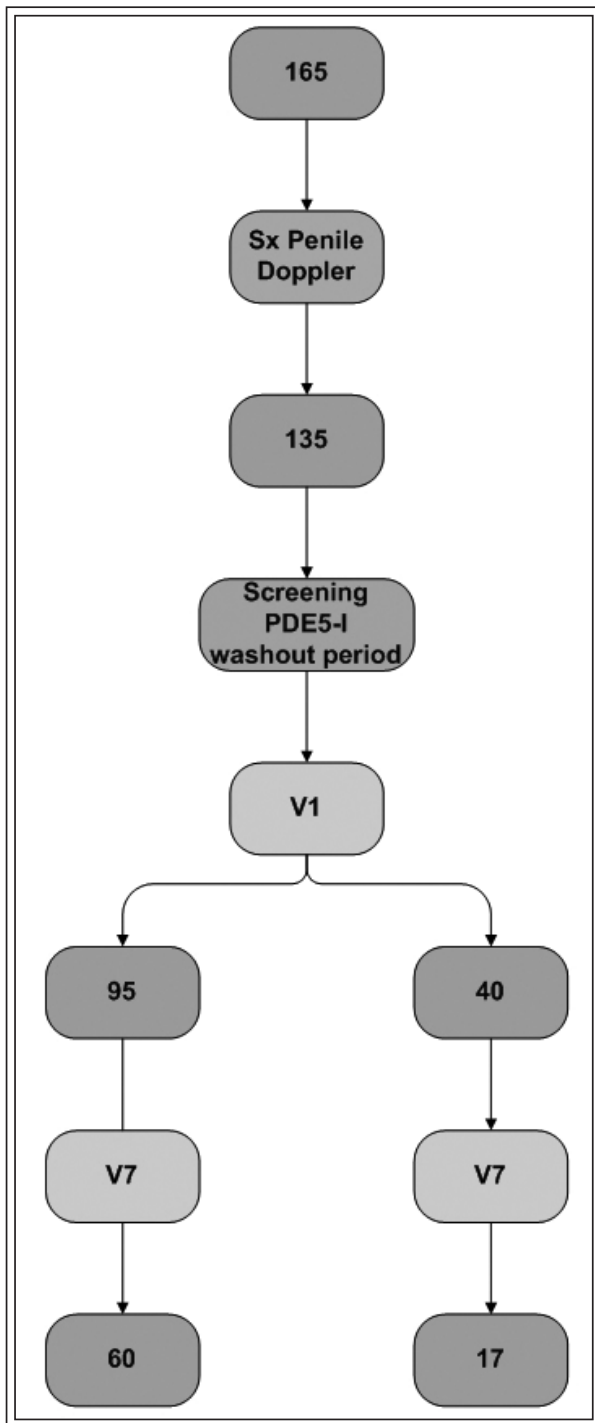 165
Sx Penile
Doppler
135
Screening
PDE5-I
washout period
V1
95
40
V7
V7
60
17